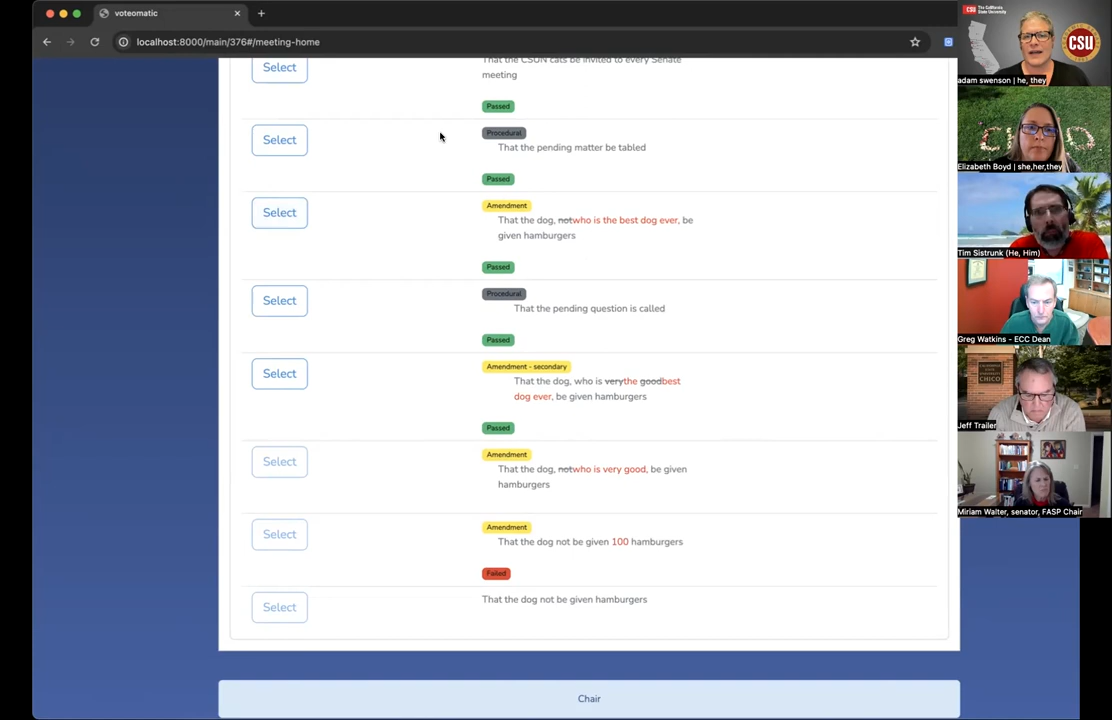 voteomatic
localhost:8000/main/376#/meeting-home
Select
That the CSUN cats be invited to every Senate
meeting
Passed
Select
Procedural
That the pending matter be tabled
Passed
Select
Amendment
That the dog, notwho is the best dog ever, be
given hamburgers
Passed
Select
Procedural
That the pending question is called
Passed
Select
Amendment - secondary
That the dog, who is verythe goodbest
dog ever, be given hamburgers
Passed
Select
Amendment
That the dog, notwho is very good, be given
hamburgers
Select
Amendment
That the dog not be given 100 hamburgers
Failed
Select
That the dog not be given hamburgers
Chair
CSU The California
State University
CSU
adam swenson | he, they
Elizabeth Boyd | she,her,they
Tim Sistrunk (He, Him)
Greg Watkins - ECC Dean
Jeff Trailer
Miriam Walter, senator, FASP Chair